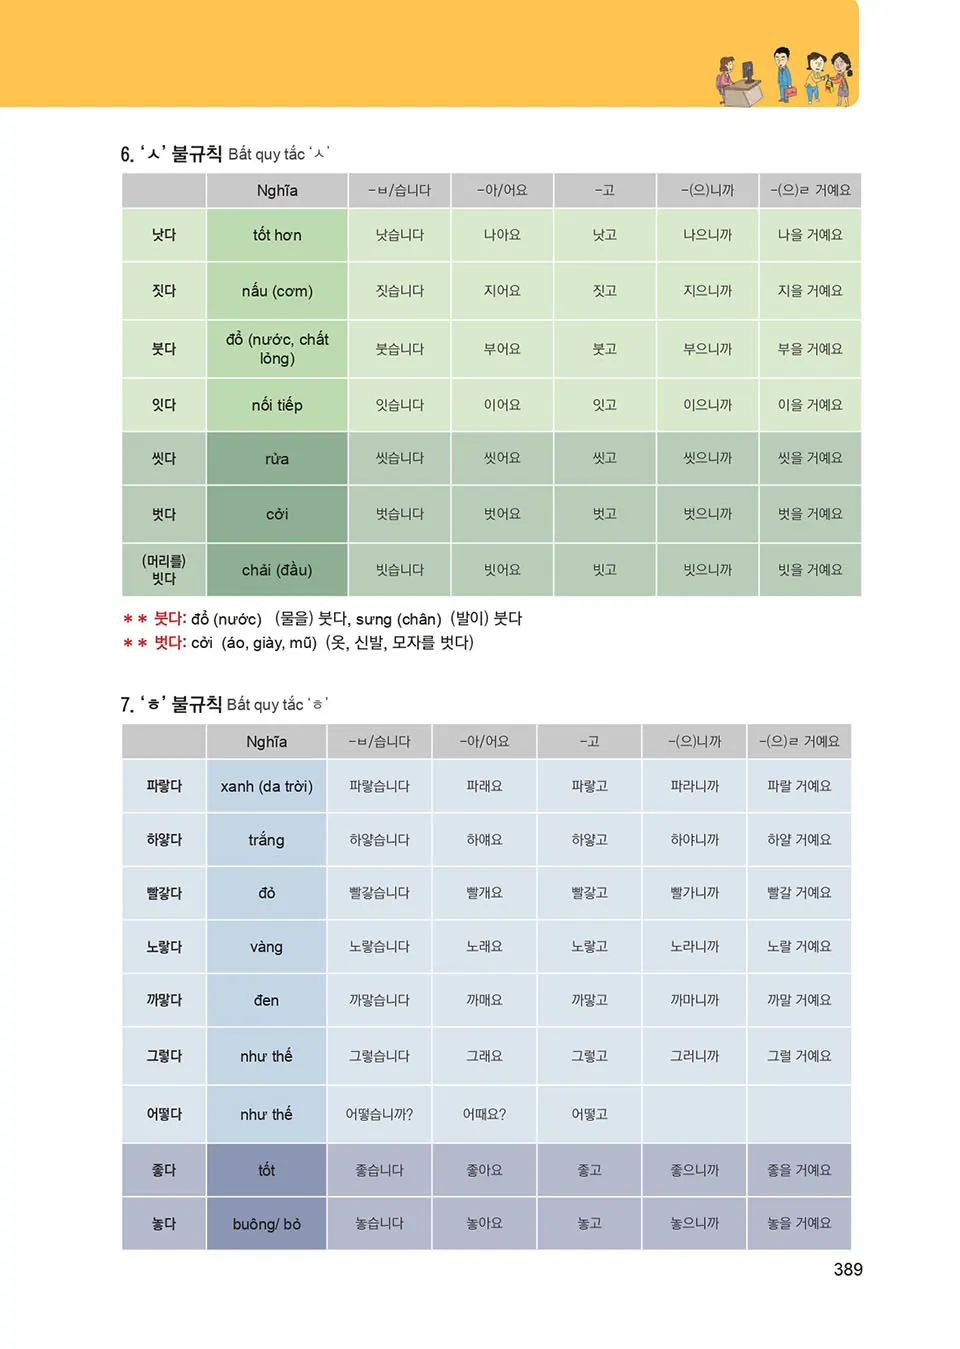 6. ‘ㅅ’ 불규칙 Bất quy tắc ‘ㅅ’
Nghĩa -ㅂ/습니다 -아/어요 -고 -(으)니까 -(으)ㄹ 거예요
낫다 tốt hơn 낫습니다 나아요 낫고 나으니까 나을 거예요
짓다 nấu (cơm) 짓습니다 지어요 짓고 지으니까 지을 거예요
붓다 đổ (nước, chất lỏng) 붓습니다 부어요 붓고 부으니까 부을 거예요
잇다 nối tiếp 잇습니다 이어요 잇고 이으니까 이을 거예요
씻다 rửa 씻습니다 씻어요 씻고 씻으니까 씻을 거예요
벗다 cởi 벗습니다 벗어요 벗고 벗으니까 벗을 거예요
(머리를) 빗다 chải (đầu) 빗습니다 빗어요 빗고 빗으니까 빗을 거예요
** 붓다: đổ (nước) (물을) 붓다, sưng (chân) (발이) 붓다
** 벗다: cởi (áo, giày, mũ) (옷, 신발, 모자를 벗다)
7. ‘ㅎ’ 불규칙 Bất quy tắc ‘ㅎ’
Nghĩa -ㅂ/습니다 -아/어요 -고 -(으)니까 -(으)ㄹ 거예요
파랗다 xanh (da trời) 파랗습니다 파래요 파랗고 파라니까 파랄 거예요
하얗다 trắng 하얗습니다 하얘요 하얗고 하야니까 하얄 거예요
빨갛다 đỏ 빨갛습니다 빨개요 빨갛고 빨가니까 빨갈 거예요
노랗다 vàng 노랗습니다 노래요 노랗고 노라니까 노랄 거예요
까맣다 đen 까맣습니다 까매요 까맣고 까마니까 까말 거예요
그렇다 như thế 그렇습니다 그래요 그렇고 그러니까 그럴 거예요
어떻다 như thế 어떻습니까? 어때요? 어떻고
좋다 tốt 좋습니다 좋아요 좋고 좋으니까 좋을 거예요
놓다 buông/ bỏ 놓습니다 놓아요 놓고 놓으니까 놓을 거예요
389